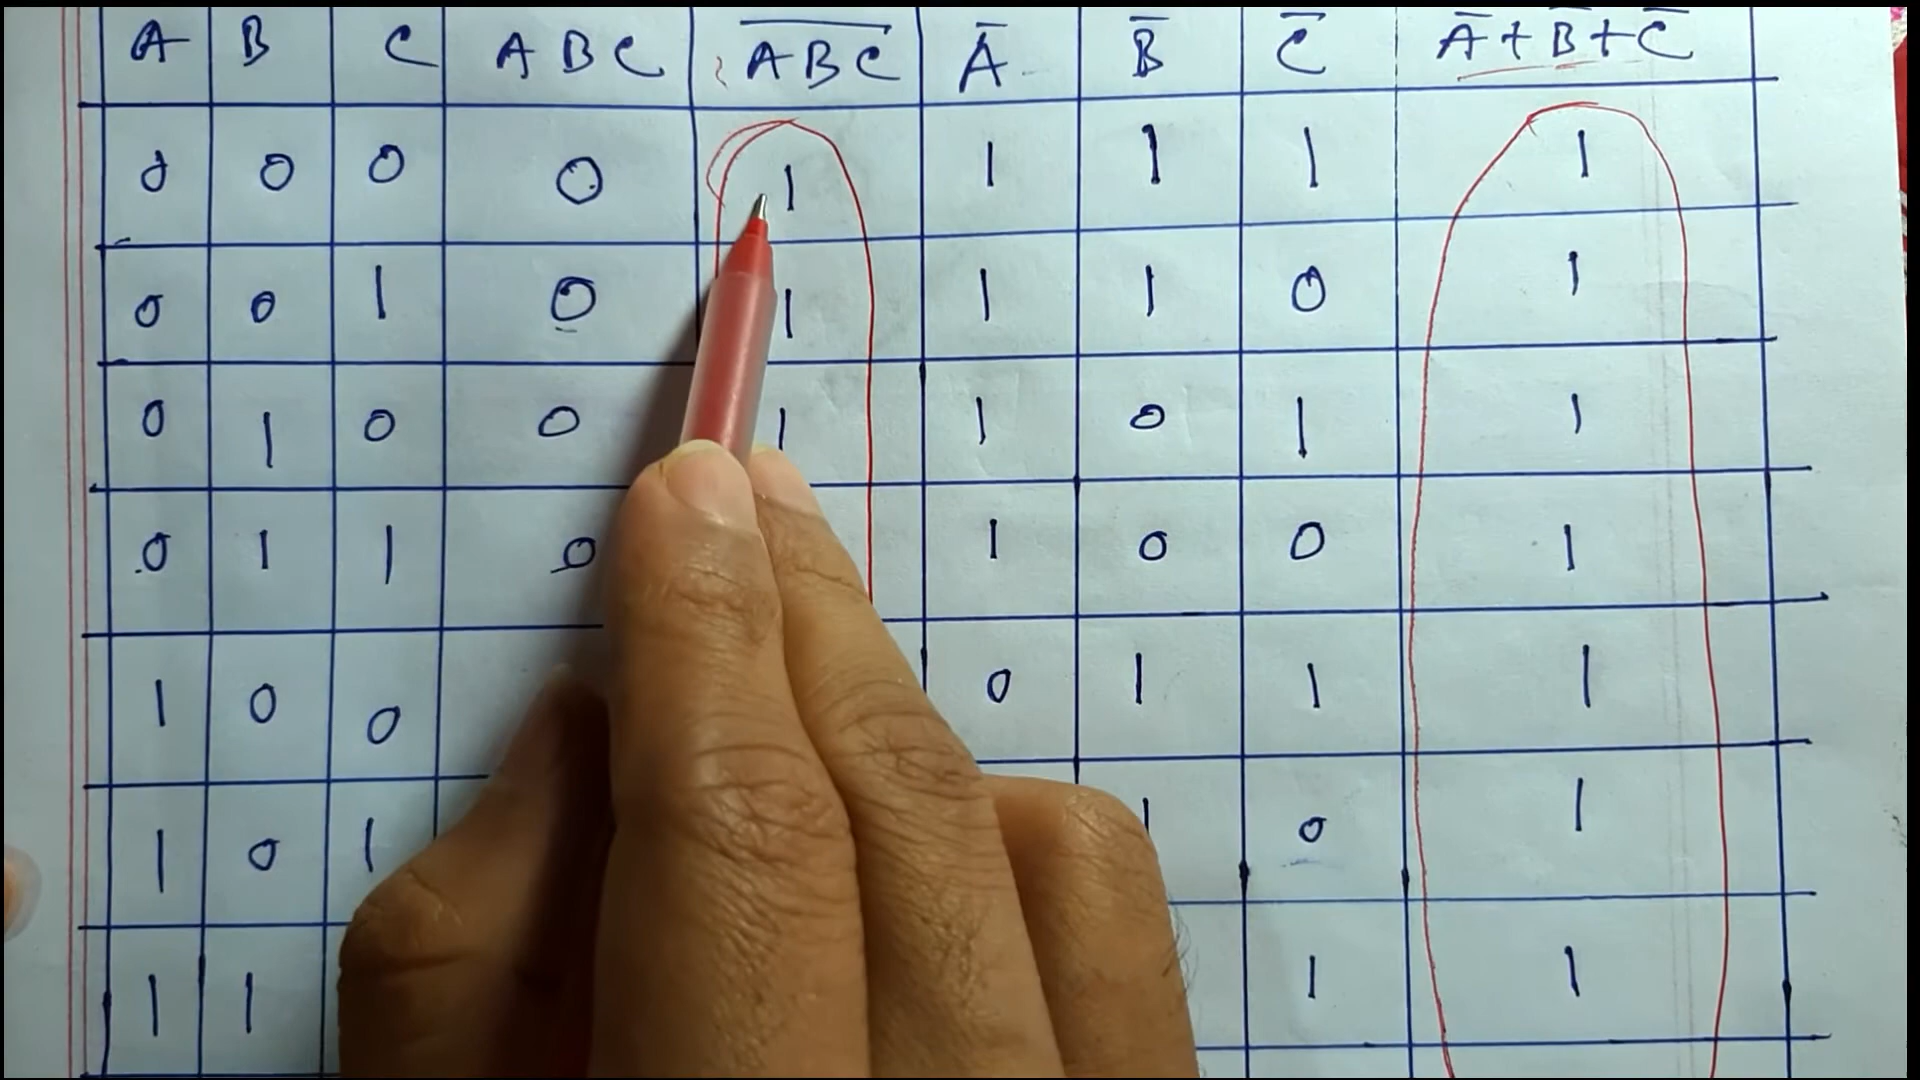 A B C ABC A̅B̅C̅ A̅ B̅ C̅ A̅+B̅+C̅
0 0 0 0 1 1 1 1 1
0 0 1 0 1 1 1 0 1
0 1 0 0 1 1 0 1 1
0 1 1 0 1 0 0 1
1 0 0 0 1 1 1
1 0 1 1 0 1
1 1 1 1